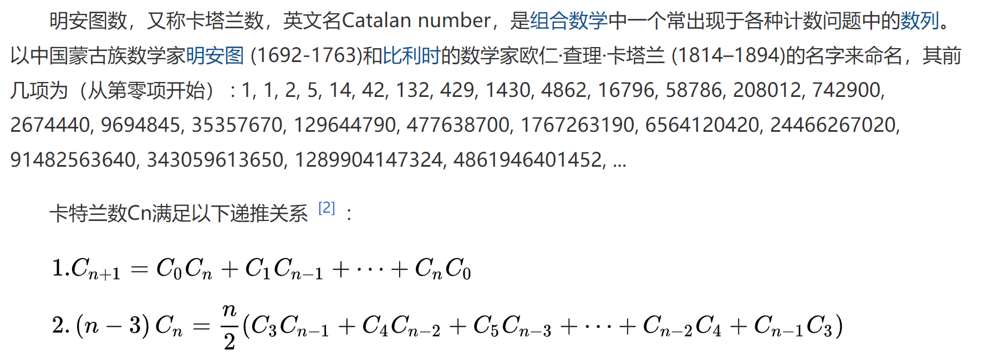 明安图数，又称卡塔兰数，英文名Catalan number，是组合数学中一个常出现于各种计数问题中的数列。
以中国蒙古族数学家明安图 (1692-1763)和比利时的数学家欧仁·查理·卡塔兰 (1814–1894)的名字来命名，其前
几项为（从第零项开始） : 1, 1, 2, 5, 14, 42, 132, 429, 1430, 4862, 16796, 58786, 208012, 742900,
2674440, 9694845, 35357670, 129644790, 477638700, 1767263190, 6564120420, 24466267020,
91482563640, 343059613650, 1289904147324, 4861946401452, ...
卡特兰数Cn满足以下递推关系 [2] ：
1.C_{n+1} = C_0C_n + C_1C_{n−1} + ··· + C_nC_0
2. (n − 3) C_n = \frac{n}{2}(C_3C_{n−1} + C_4C_{n−2} + C_5C_{n−3} + ··· + C_{n−2}C_4 + C_{n−1}C_3)